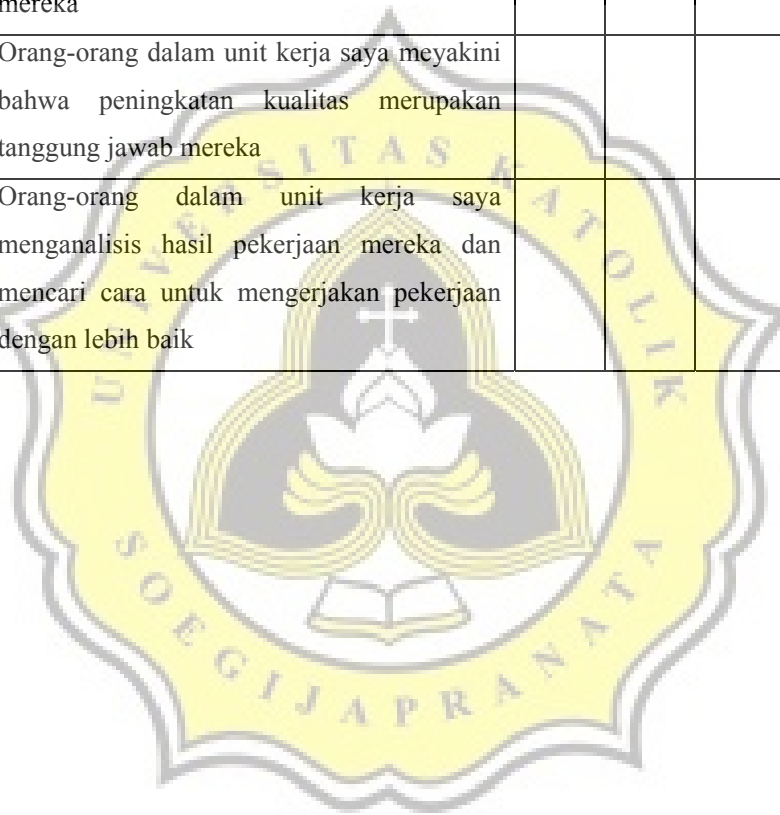 mereka
Orang-orang dalam unit kerja saya meyakini
bahwa peningkatan kualitas merupakan
tanggung jawab mereka
Orang-orang dalam unit kerja saya
menganalisis hasil pekerjaan mereka dan
mencari cara untuk mengerjakan pekerjaan
dengan lebih baik
UNIVERSITAS KATOLIK
SOEGIJAPRANATA